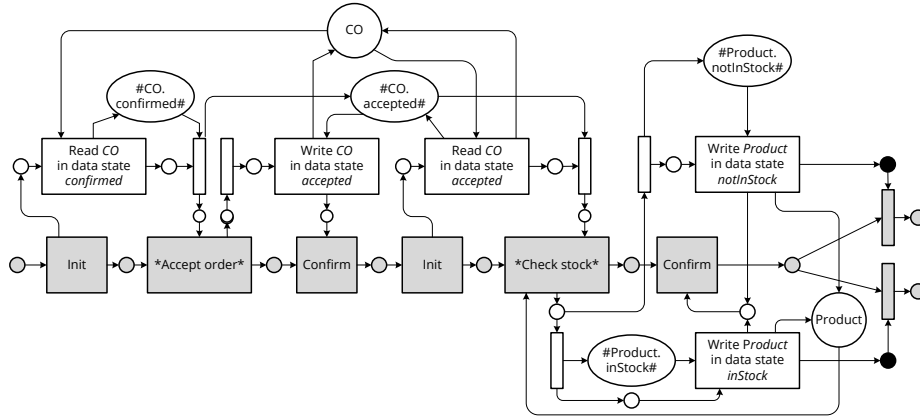 CO
#Product.
notInStock#
#CO.
confirmed#
#CO.
accepted#
Read CO
in data state
confirmed
Write CO
in data state
accepted
Read CO
in data state
accepted
Write Product
in data state
notInStock
Init
*Accept order*
Confirm
Init
*Check stock*
Confirm
Product
#Product.
inStock#
Write Product
in data state
inStock